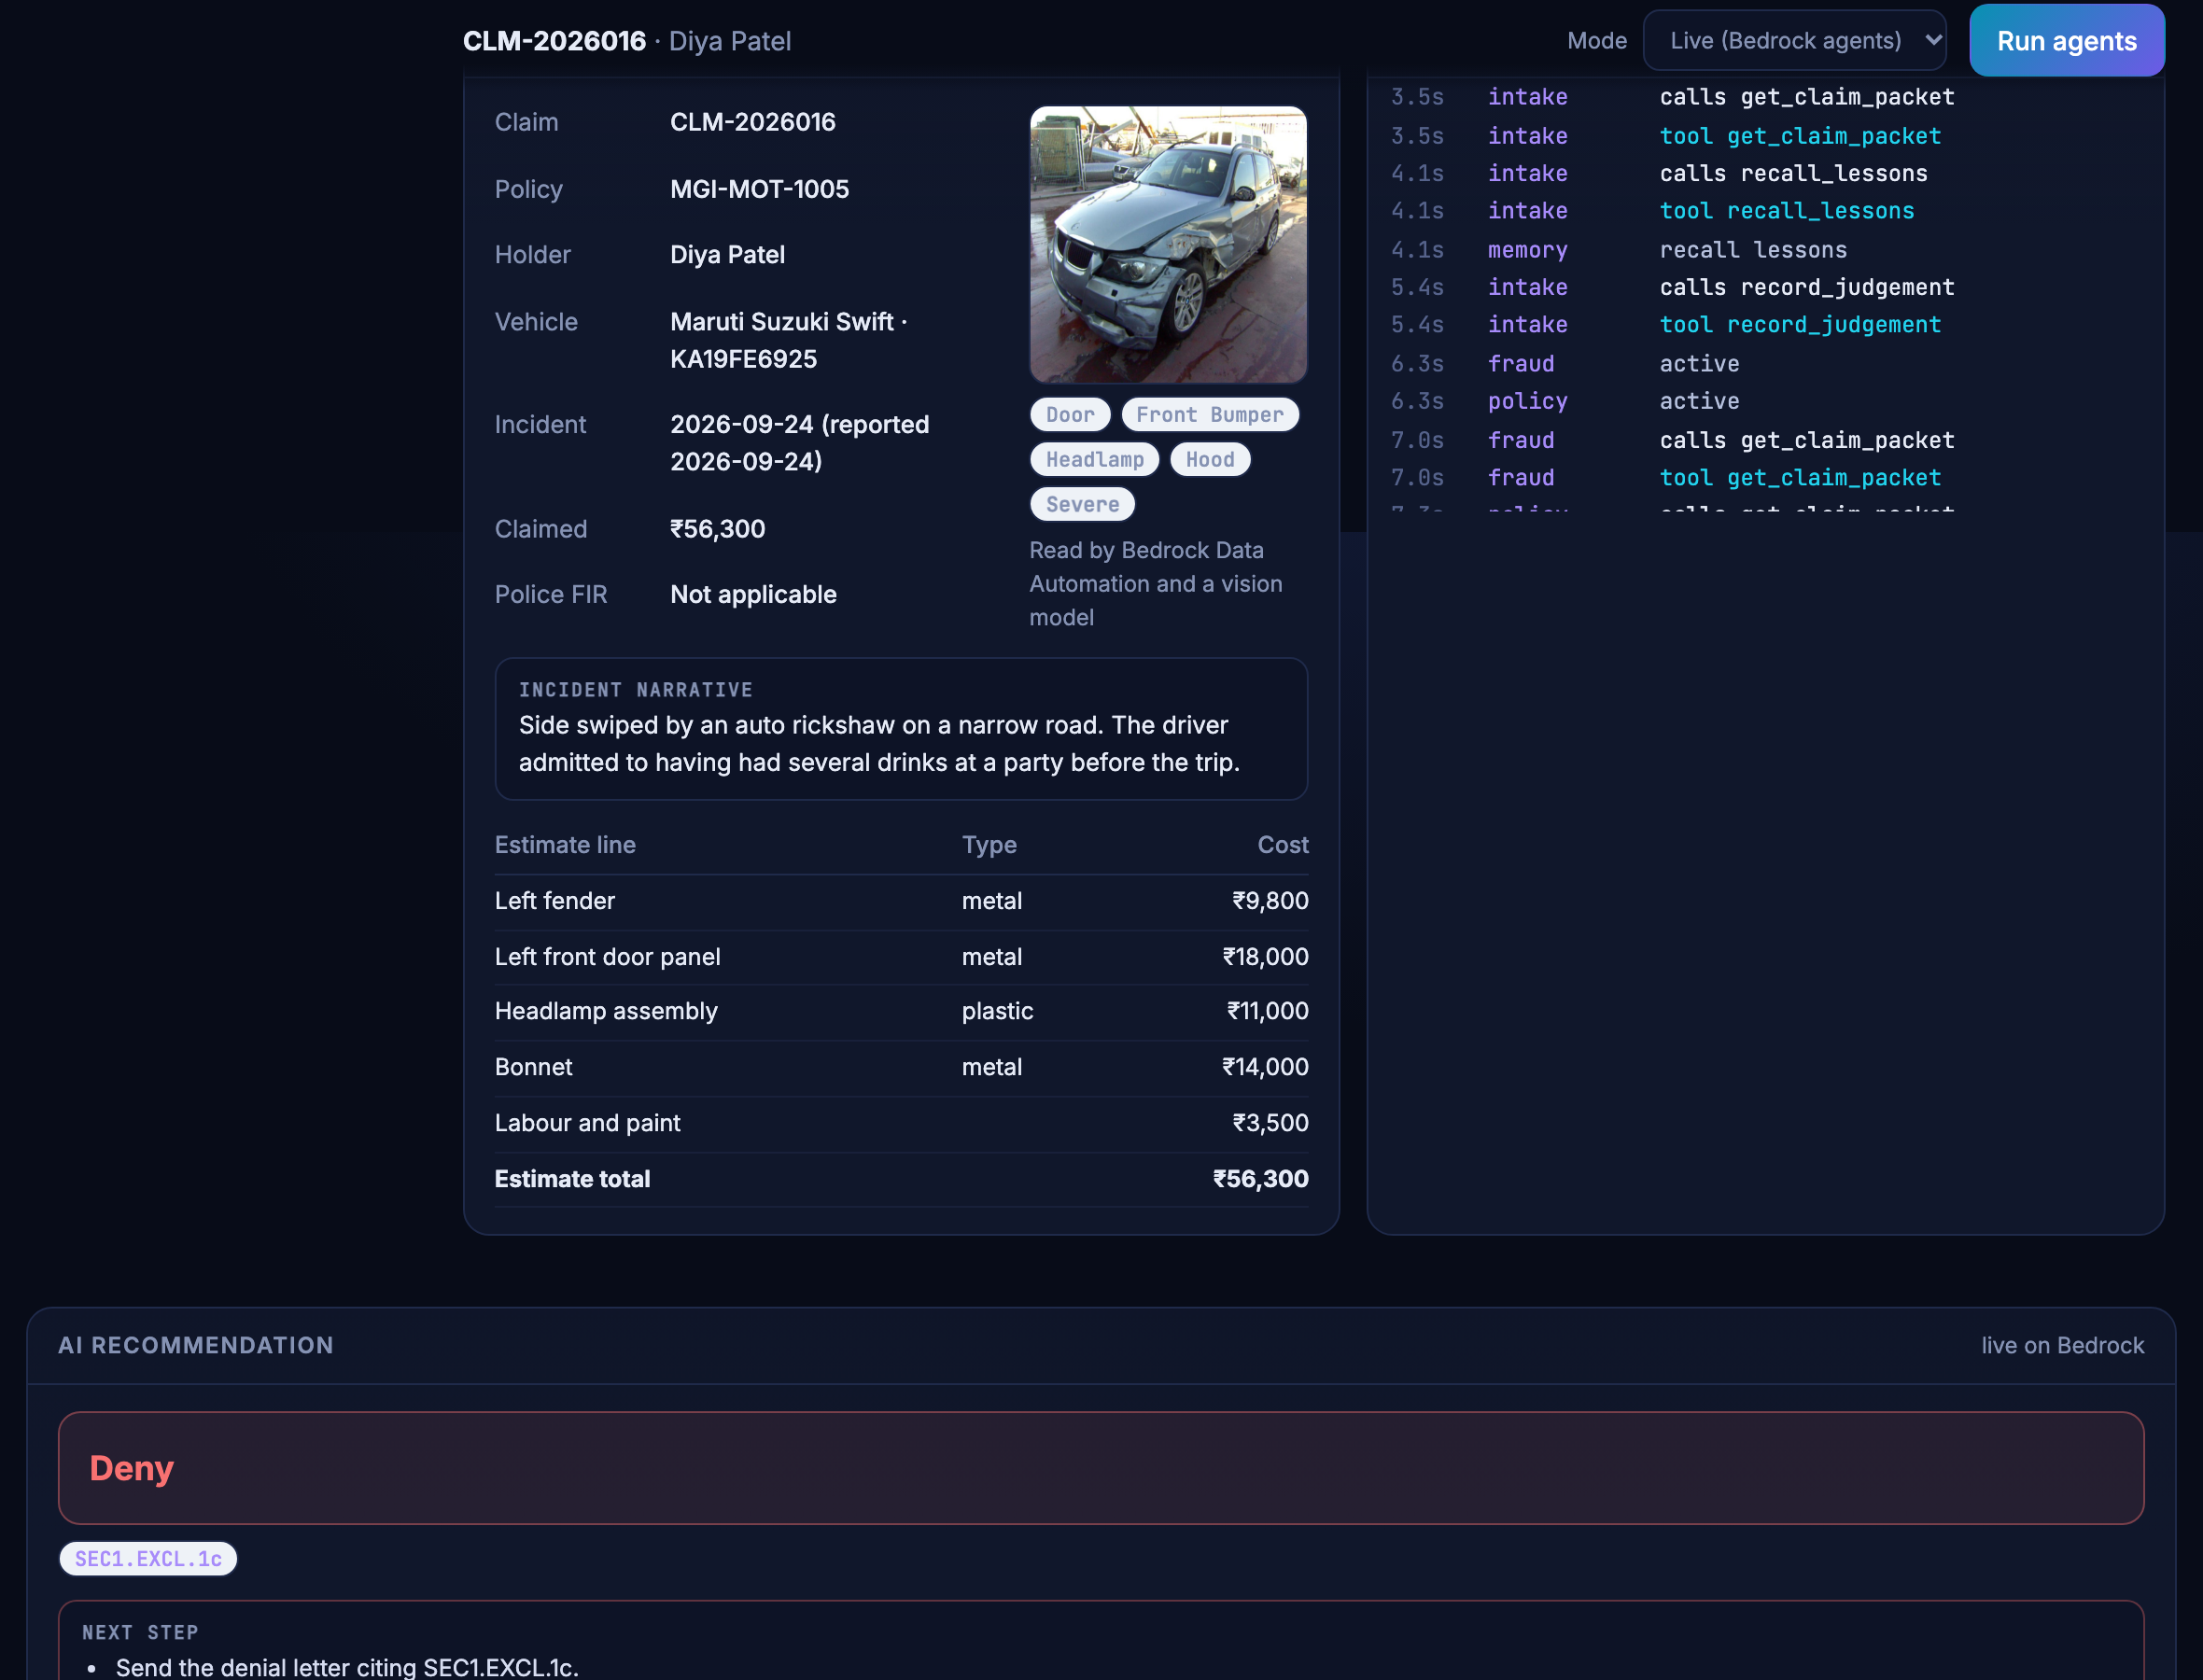 CLM-2026016 · Diya Patel
Mode
Live (Bedrock agents)
Run agents
Claim CLM-2026016
Policy MGI-MOT-1005
Holder Diya Patel
Vehicle Maruti Suzuki Swift ·
KA19FE6925
Incident 2026-09-24 (reported
2026-09-24)
Claimed ₹56,300
Police FIR Not applicable
Door Front Bumper
Headlamp Hood
Severe
Read by Bedrock Data
Automation and a vision
model
INCIDENT NARRATIVE
Side swiped by an auto rickshaw on a narrow road. The driver
admitted to having had several drinks at a party before the trip.
Estimate line Type Cost
Left fender metal ₹9,800
Left front door panel metal ₹18,000
Headlamp assembly plastic ₹11,000
Bonnet metal ₹14,000
Labour and paint ₹3,500
Estimate total ₹56,300
3.5s intake calls get_claim_packet
3.5s intake tool get_claim_packet
4.1s intake calls recall_lessons
4.1s intake tool recall_lessons
4.1s memory recall lessons
5.4s intake calls record_judgement
5.4s intake tool record_judgement
6.3s fraud active
6.3s policy active
7.0s fraud calls get_claim_packet
7.0s fraud tool get_claim_packet
AI RECOMMENDATION
live on Bedrock
Deny
SEC1.EXCL.1c
NEXT STEP
• Send the denial letter citing SEC1.EXCL.1c.